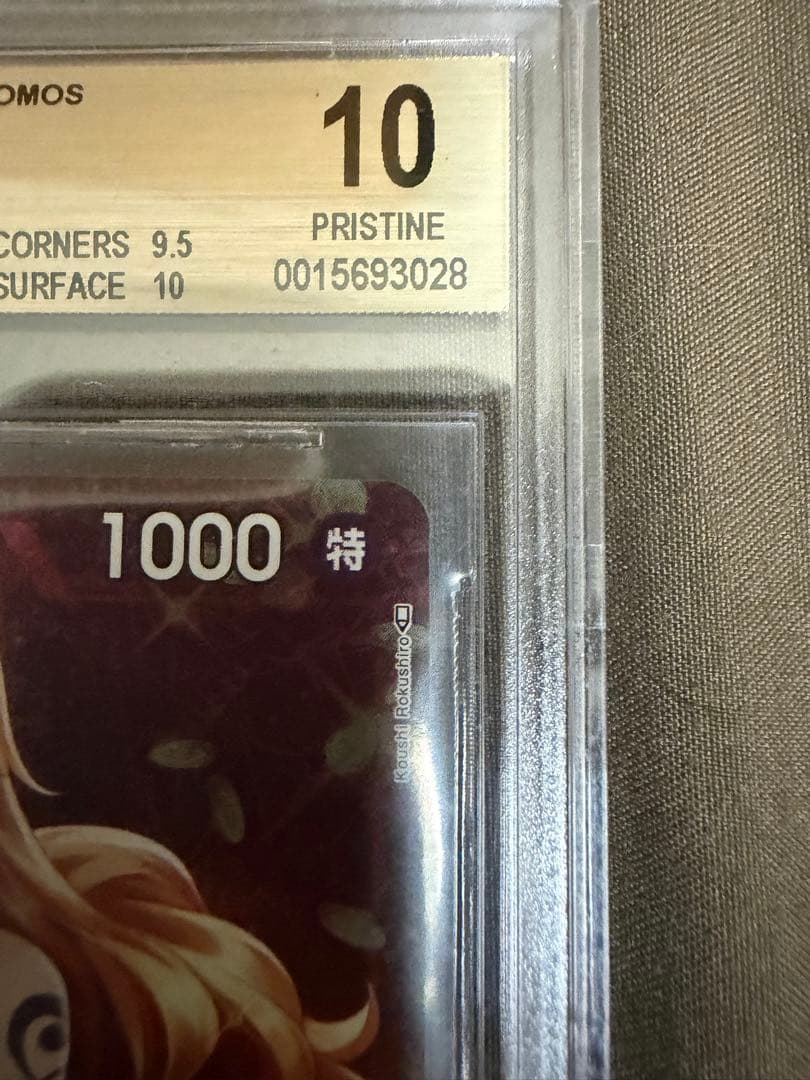 OMOS
10
PRISTINE
CORNERS 9.5
SURFACE 10
0015693028
1000 特
Koushi Rokushiro